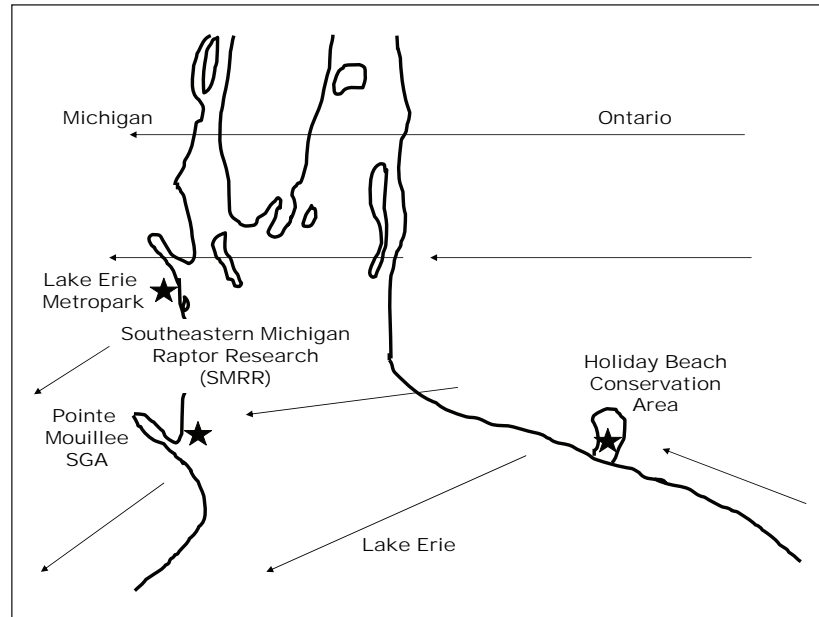 Michigan
Ontario
Lake Erie
Metropark
Southeastern Michigan
Raptor Research
(SMRR)
Holiday Beach
Conservation
Area
Pointe
Mouillee
SGA
Lake Erie